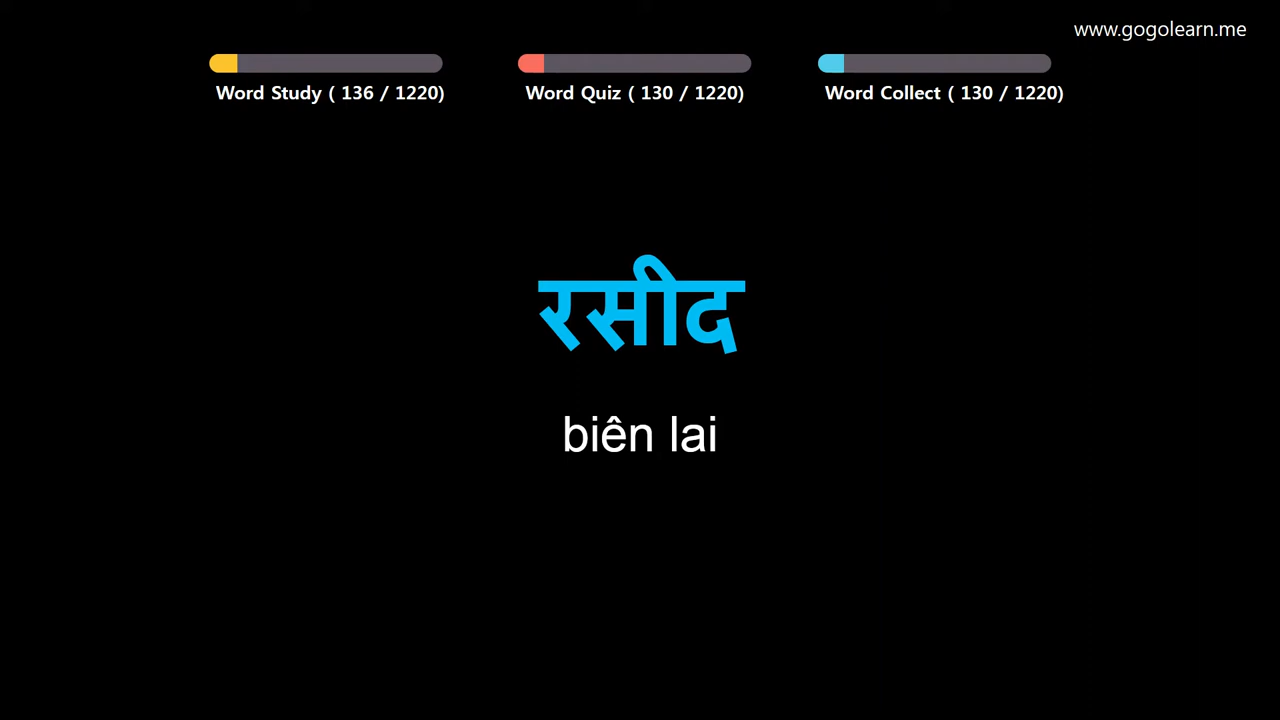 www.gogolearn.me
Word Study ( 136 / 1220)
Word Quiz ( 130 / 1220)
Word Collect ( 130 / 1220)
रसीद
biên lai